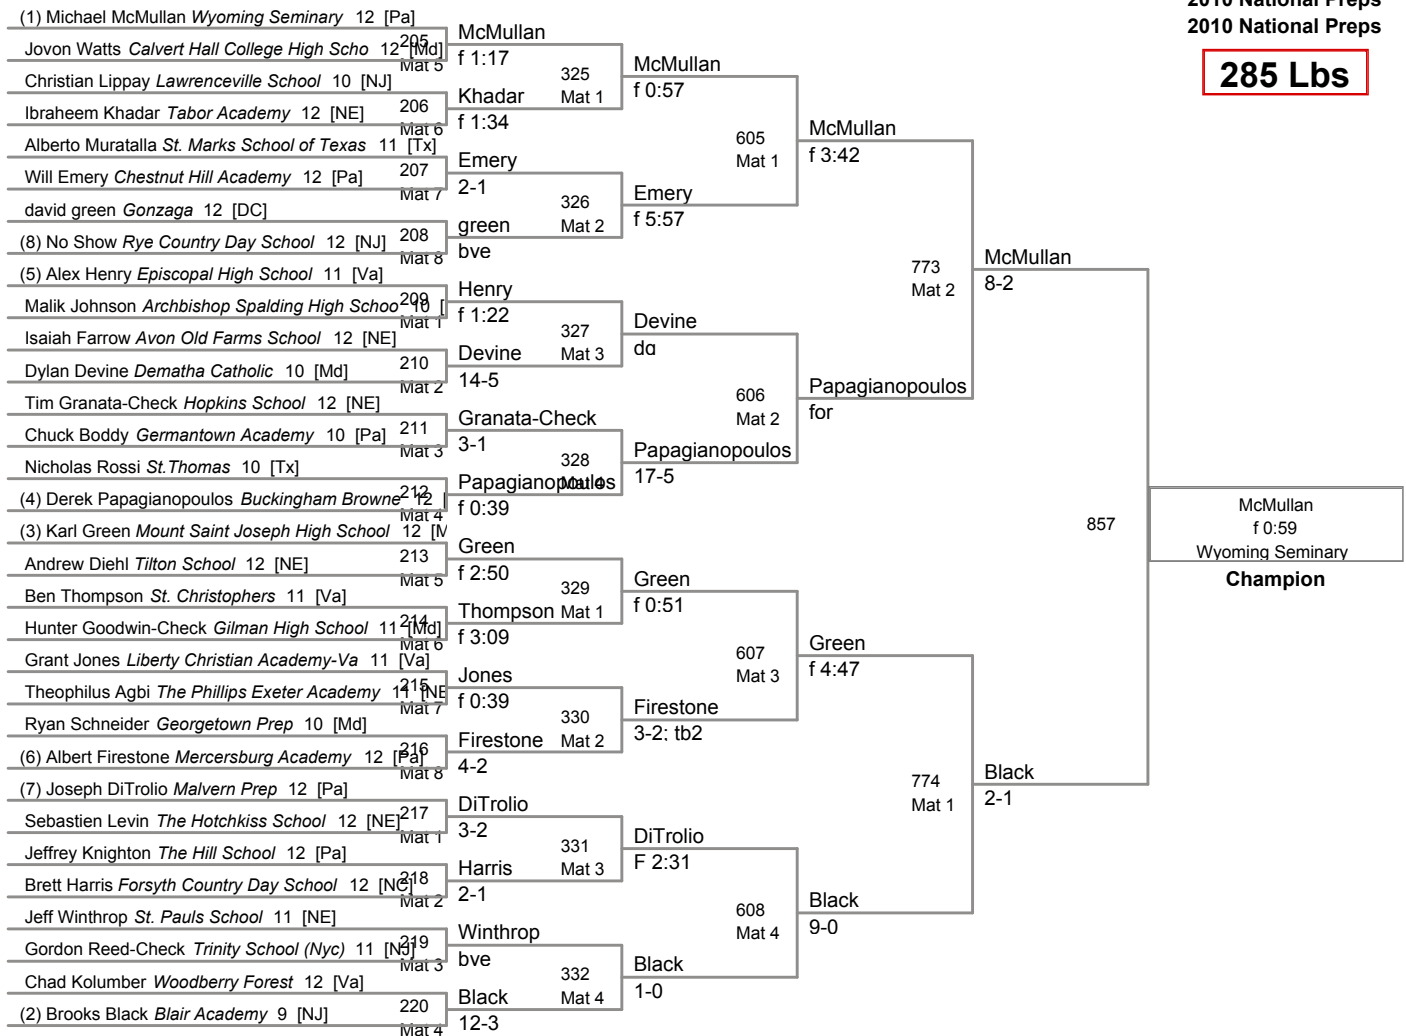 2010 National Preps
2010 National Preps
285 Lbs
(1) Michael McMullan Wyoming Seminary 12 [Pa]
Jovon Watts Calvert Hall College High Scho 12 [Md]
205
Mat 5
Christian Lippay Lawrenceville School 10 [NJ]
Ibraheem Khadar Tabor Academy 12 [NE]
206
Mat 6
Alberto Muratalla St. Marks School of Texas 11 [Tx]
Will Emery Chestnut Hill Academy 12 [Pa]
207
Mat 7
david green Gonzaga 12 [DC]
(8) No Show Rye Country Day School 12 [NJ]
208
Mat 8
(5) Alex Henry Episcopal High School 11 [Va]
Malik Johnson Archbishop Spalding High Schoo 10 [
209
Mat 1
Isaiah Farrow Avon Old Farms School 12 [NE]
Dylan Devine Dematha Catholic 10 [Md]
210
Mat 2
Tim Granata-Check Hopkins School 12 [NE]
Chuck Boddy Germantown Academy 10 [Pa]
211
Mat 3
Nicholas Rossi St.Thomas 10 [Tx]
(4) Derek Papagianopoulos Buckingham Browne 12 [
212
Mat 4
(3) Karl Green Mount Saint Joseph High School 12 [M
Andrew Diehl Tilton School 12 [NE]
213
Mat 5
Ben Thompson St. Christophers 11 [Va]
Hunter Goodwin-Check Gilman High School 11 [Md]
214
Mat 6
Grant Jones Liberty Christian Academy-Va 11 [Va]
Theophilus Agbi The Phillips Exeter Academy 11 [NE
215
Mat 7
Ryan Schneider Georgetown Prep 10 [Md]
(6) Albert Firestone Mercersburg Academy 12 [Pa]
216
Mat 8
(7) Joseph DiTrolio Malvern Prep 12 [Pa]
Sebastien Levin The Hotchkiss School 12 [NE]
217
Mat 1
Jeffrey Knighton The Hill School 12 [Pa]
Brett Harris Forsyth Country Day School 12 [NC]
218
Mat 2
Jeff Winthrop St. Pauls School 11 [NE]
Gordon Reed-Check Trinity School (Nyc) 11 [NJ]
219
Mat 3
Chad Kolumber Woodberry Forest 12 [Va]
(2) Brooks Black Blair Academy 9 [NJ]
220
Mat 4
McMullan
f 1:17
325
Mat 1
Khadar
f 1:34
Emery
2-1
326
Mat 2
green
bye
Henry
f 1:22
327
Mat 3
Devine
14-5
Granata-Check
3-1
328
Mat 4
Papagianopoulos
f 0:39
Green
f 2:50
329
Mat 1
Thompson
f 3:09
Jones
f 0:39
330
Mat 2
Firestone
4-2
DiTrolio
3-2
331
Mat 3
Harris
2-1
Winthrop
bye
332
Mat 4
Black
12-3
McMullan
f 0:57
605
Mat 1
Emery
f 5:57
Devine
dq
606
Mat 2
Papagianopoulos
17-5
Green
f 0:51
607
Mat 3
Firestone
3-2; tb2
DiTrolio
F 2:31
608
Mat 4
Black
1-0
McMullan
f 3:42
773
Mat 2
Papagianopoulos
for
Green
f 4:47
774
Mat 1
Black
9-0
McMullan
8-2
857
Black
2-1
McMullan
f 0:59
Wyoming Seminary
Champion